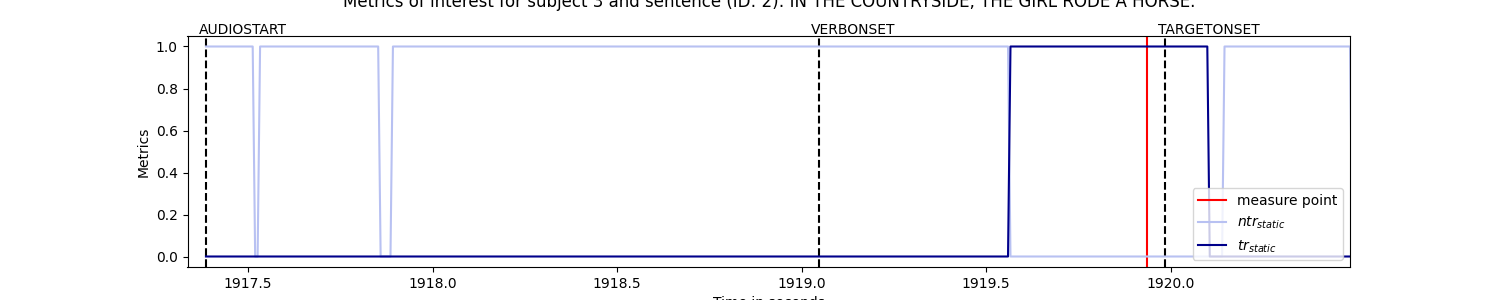 Metrics of interest for subject 3 and sentence (ID: 2): IN THE COUNTRYSIDE, THE GIRL RODE A HORSE.
AUDIOSTART VERBONSET TARGETONSET
1.0
0.8
0.6
0.4
0.2
0.0
Metrics
measure point
ntr_static
tr_static
1917.5 1918.0 1918.5 1919.0 1919.5 1920.0
Time in seconds